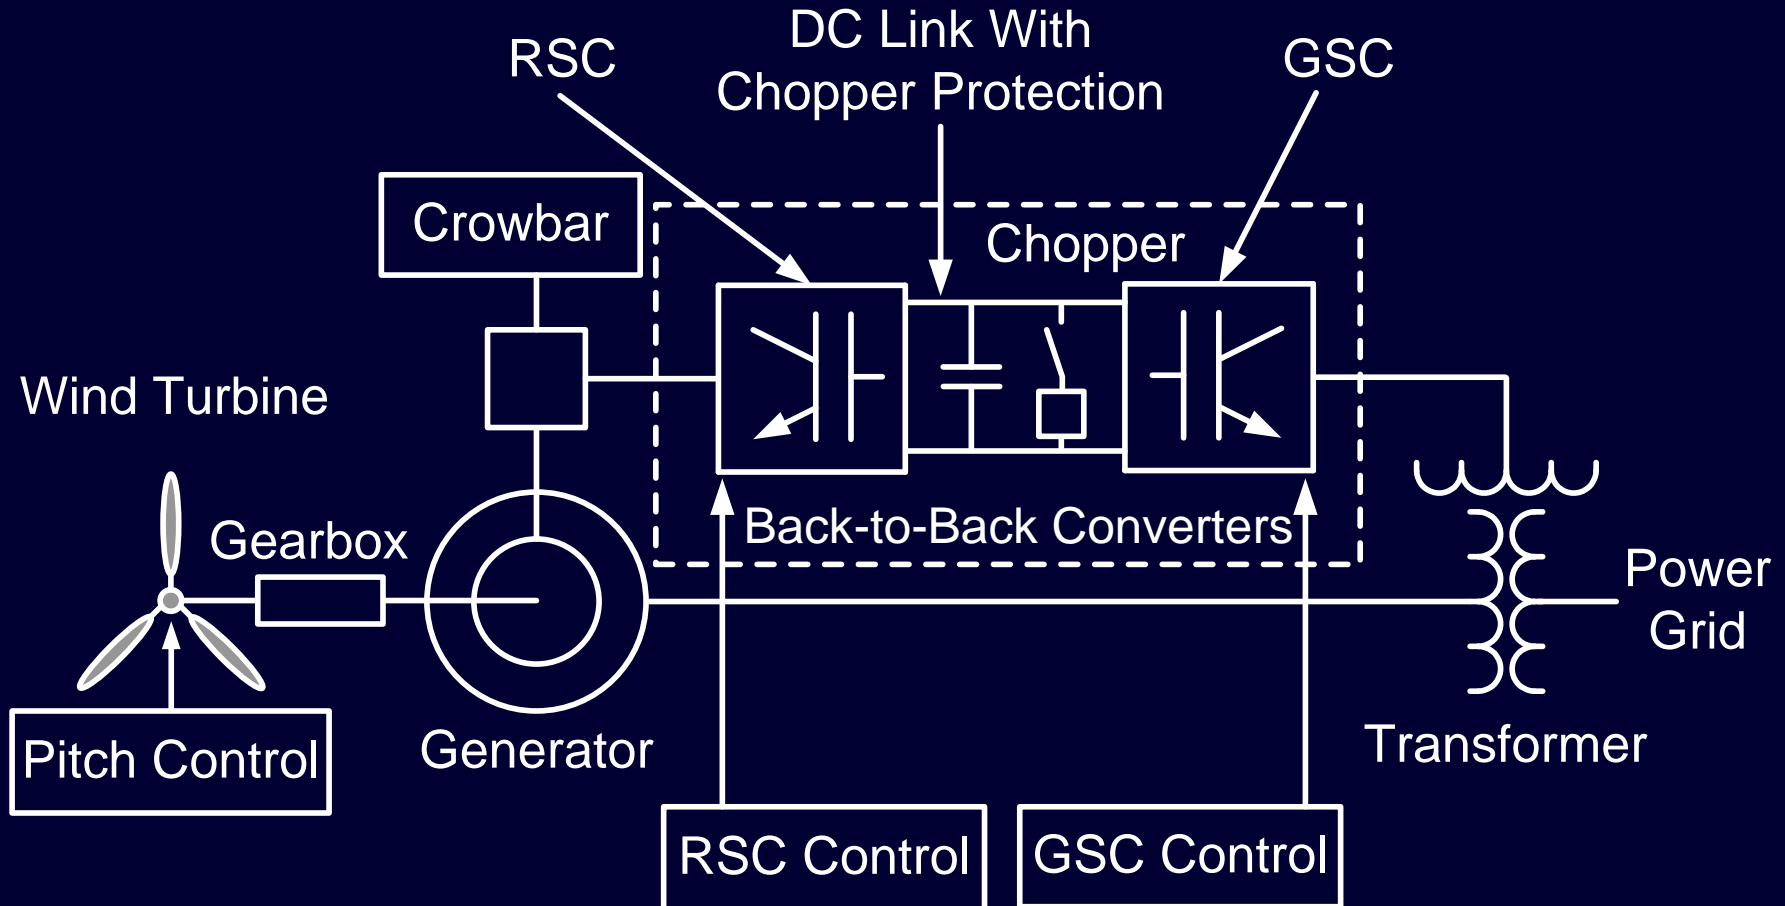 RSC
DC Link With
Chopper Protection
GSC
Crowbar
Chopper
Wind Turbine
Gearbox
Back-to-Back Converters
Power
Grid
Generator
Transformer
Pitch Control
RSC Control
GSC Control